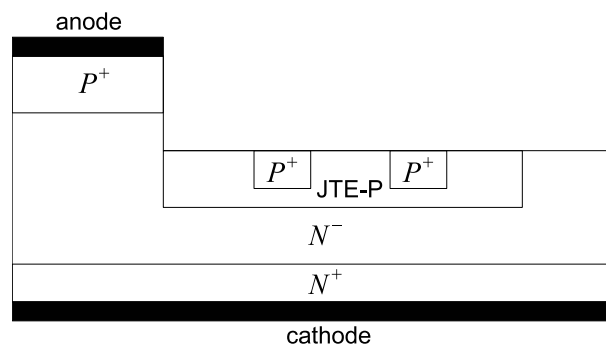 anode
P⁺
P⁺ P⁺
JTE-P
N⁻
N⁺
cathode